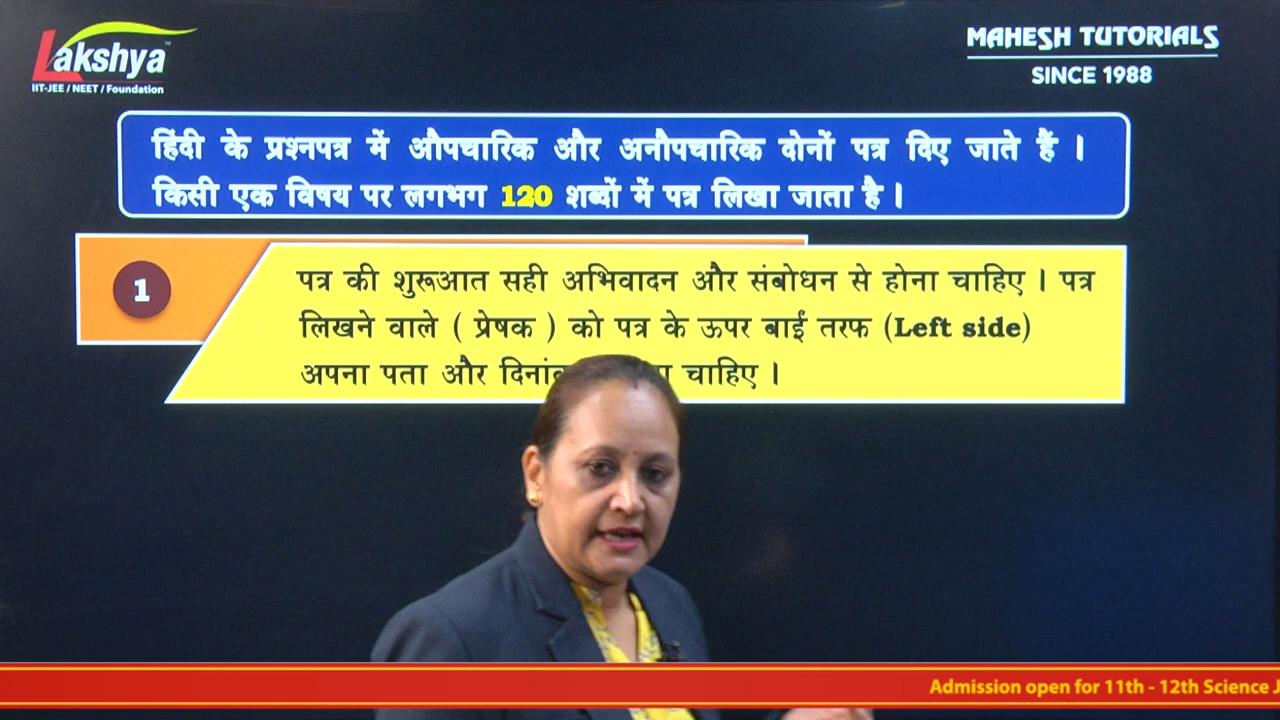 Lakshya™
IIT-JEE / NEET / Foundation
MAHESH TUTORIALS
SINCE 1988
हिंदी के प्रश्नपत्र में औपचारिक और अनौपचारिक दोनों पत्र दिए जाते हैं ।
किसी एक विषय पर लगभग 120 शब्दों में पत्र लिखा जाता है ।
1
पत्र की शुरूआत सही अभिवादन और संबोधन से होना चाहिए । पत्र
लिखने वाले ( प्रेषक ) को पत्र के ऊपर बाईं तरफ (Left side)
अपना पता और चाहिए ।
Admission open for 11th - 12th Science